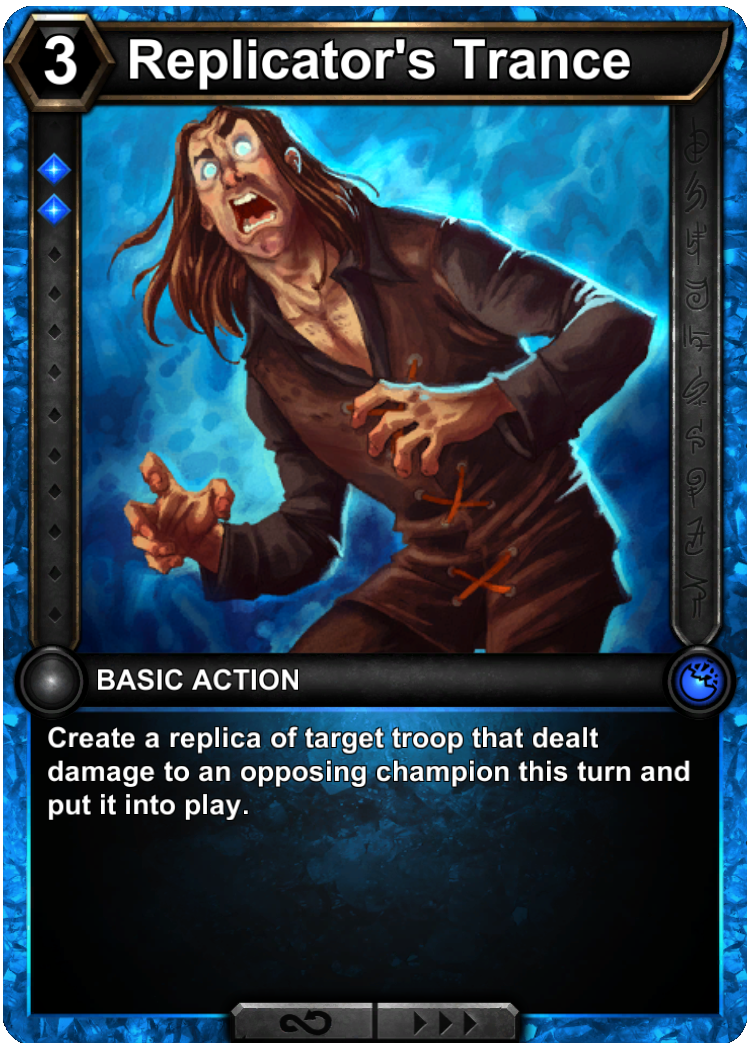 3
Replicator's Trance
BASIC ACTION
Create a replica of target troop that dealt
damage to an opposing champion this turn and
put it into play.